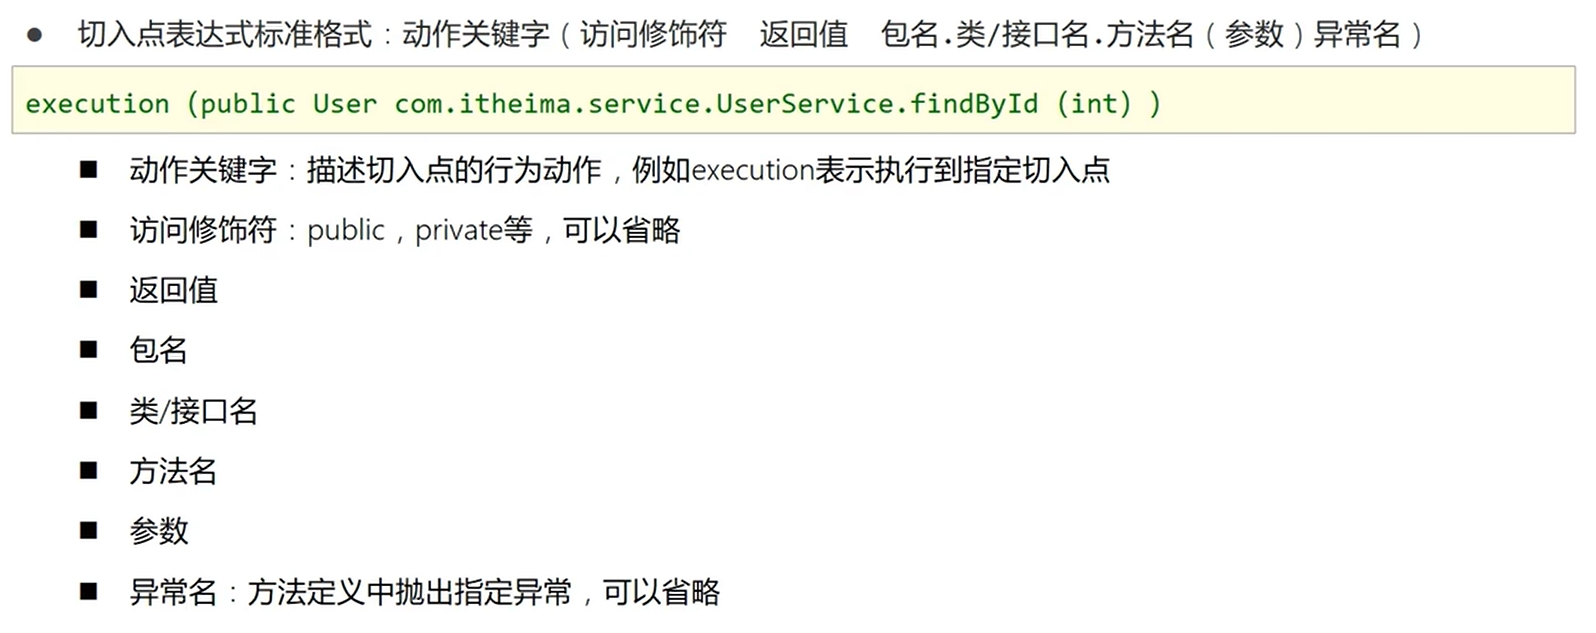 ● 切入点表达式标准格式：动作关键字（访问修饰符 返回值 包名.类/接口名.方法名（参数）异常名）
execution (public User com.itheima.service.UserService.findById (int) )
■ 动作关键字：描述切入点的行为动作，例如execution表示执行到指定切入点
■ 访问修饰符：public，private等，可以省略
■ 返回值
■ 包名
■ 类/接口名
■ 方法名
■ 参数
■ 异常名：方法定义中抛出指定异常，可以省略